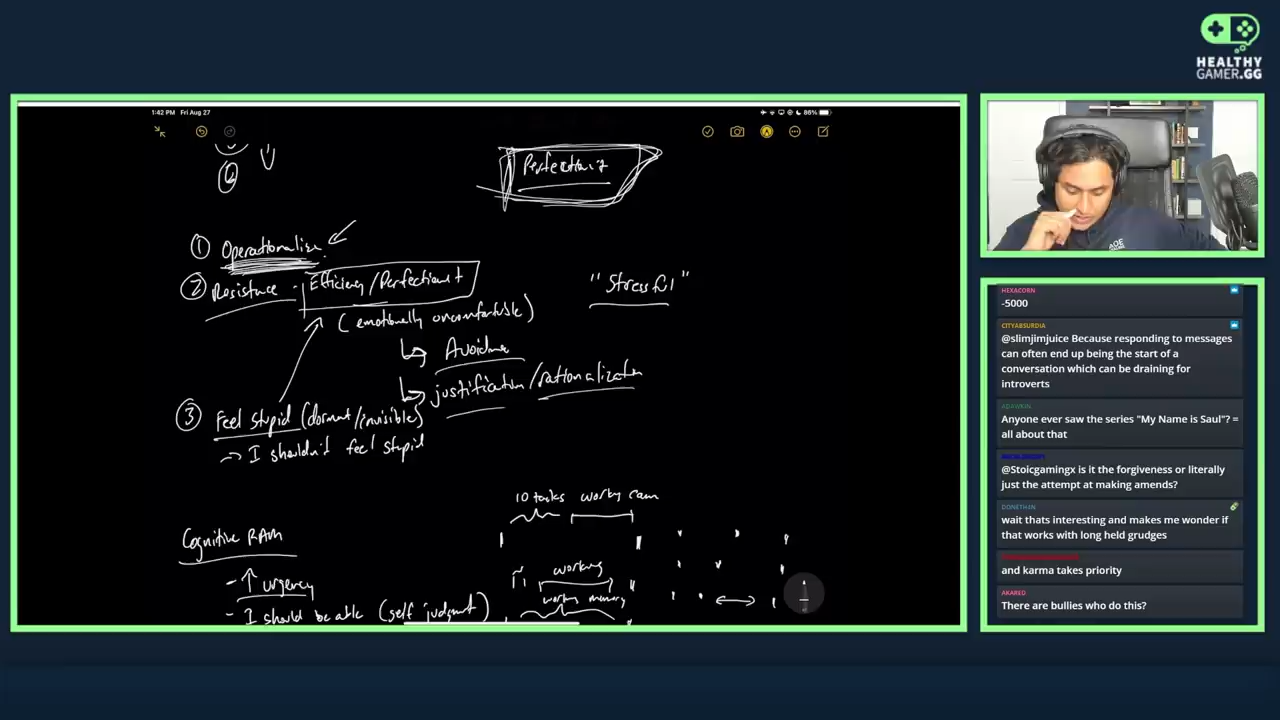 HEALTHY
GAMER.GG
1:42 PM Fri Aug 27
86%
Perfectionist
① Operationalize
② Resistance - Efficiency/Perfectionist
"Stressful"
(emotionally uncomfortable)
↳ Avoidance
↳ justification/rationalization
③ Feel Stupid (dormant/invisible)
→ I shouldn't feel stupid
10 tasks working ram
Cognitive RAM
- ↑ urgency
working
working memory
- I should be able (self judgment)
HEXACORN
-5000
CITYABSURDIA
@slimjimjuice Because responding to messages
can often end up being the start of a
conversation which can be draining for
introverts
Anyone ever saw the series "My Name is Saul"? =
all about that
@Stoicgamingx is it the forgiveness or literally
just the attempt at making amends?
DONETH4N
wait thats interesting and makes me wonder if
that works with long held grudges
and karma takes priority
AKARED
There are bullies who do this?